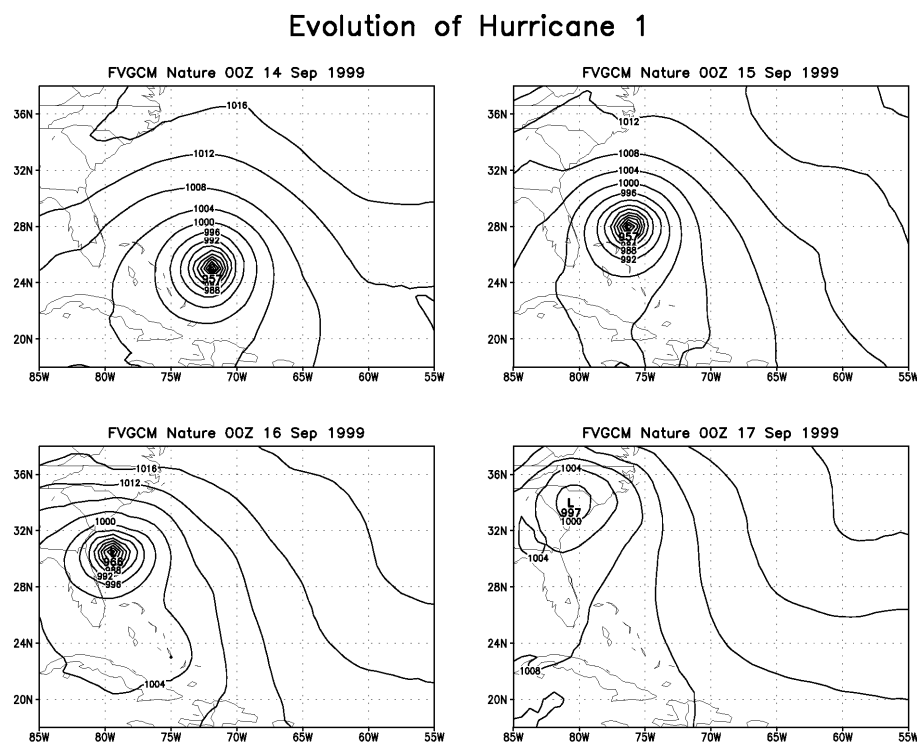 Evolution of Hurricane 1
FVGCM Nature 00Z 14 Sep 1999
36N
32N
28N
24N
20N
85W 80W 75W 70W 65W 60W 55W
1016
1012
1008
1004
1000
996
992
957
988
FVGCM Nature 00Z 15 Sep 1999
36N
32N
28N
24N
20N
85W 80W 75W 70W 65W 60W 55W
1012
1008
1004
1000
996
957
988
992
FVGCM Nature 00Z 16 Sep 1999
36N
32N
28N
24N
20N
85W 80W 75W 70W 65W 60W 55W
1016
1012
1000
992
996
1004
FVGCM Nature 00Z 17 Sep 1999
36N
32N
28N
24N
20N
85W 80W 75W 70W 65W 60W 55W
1004
L
997
1000
1004
1008